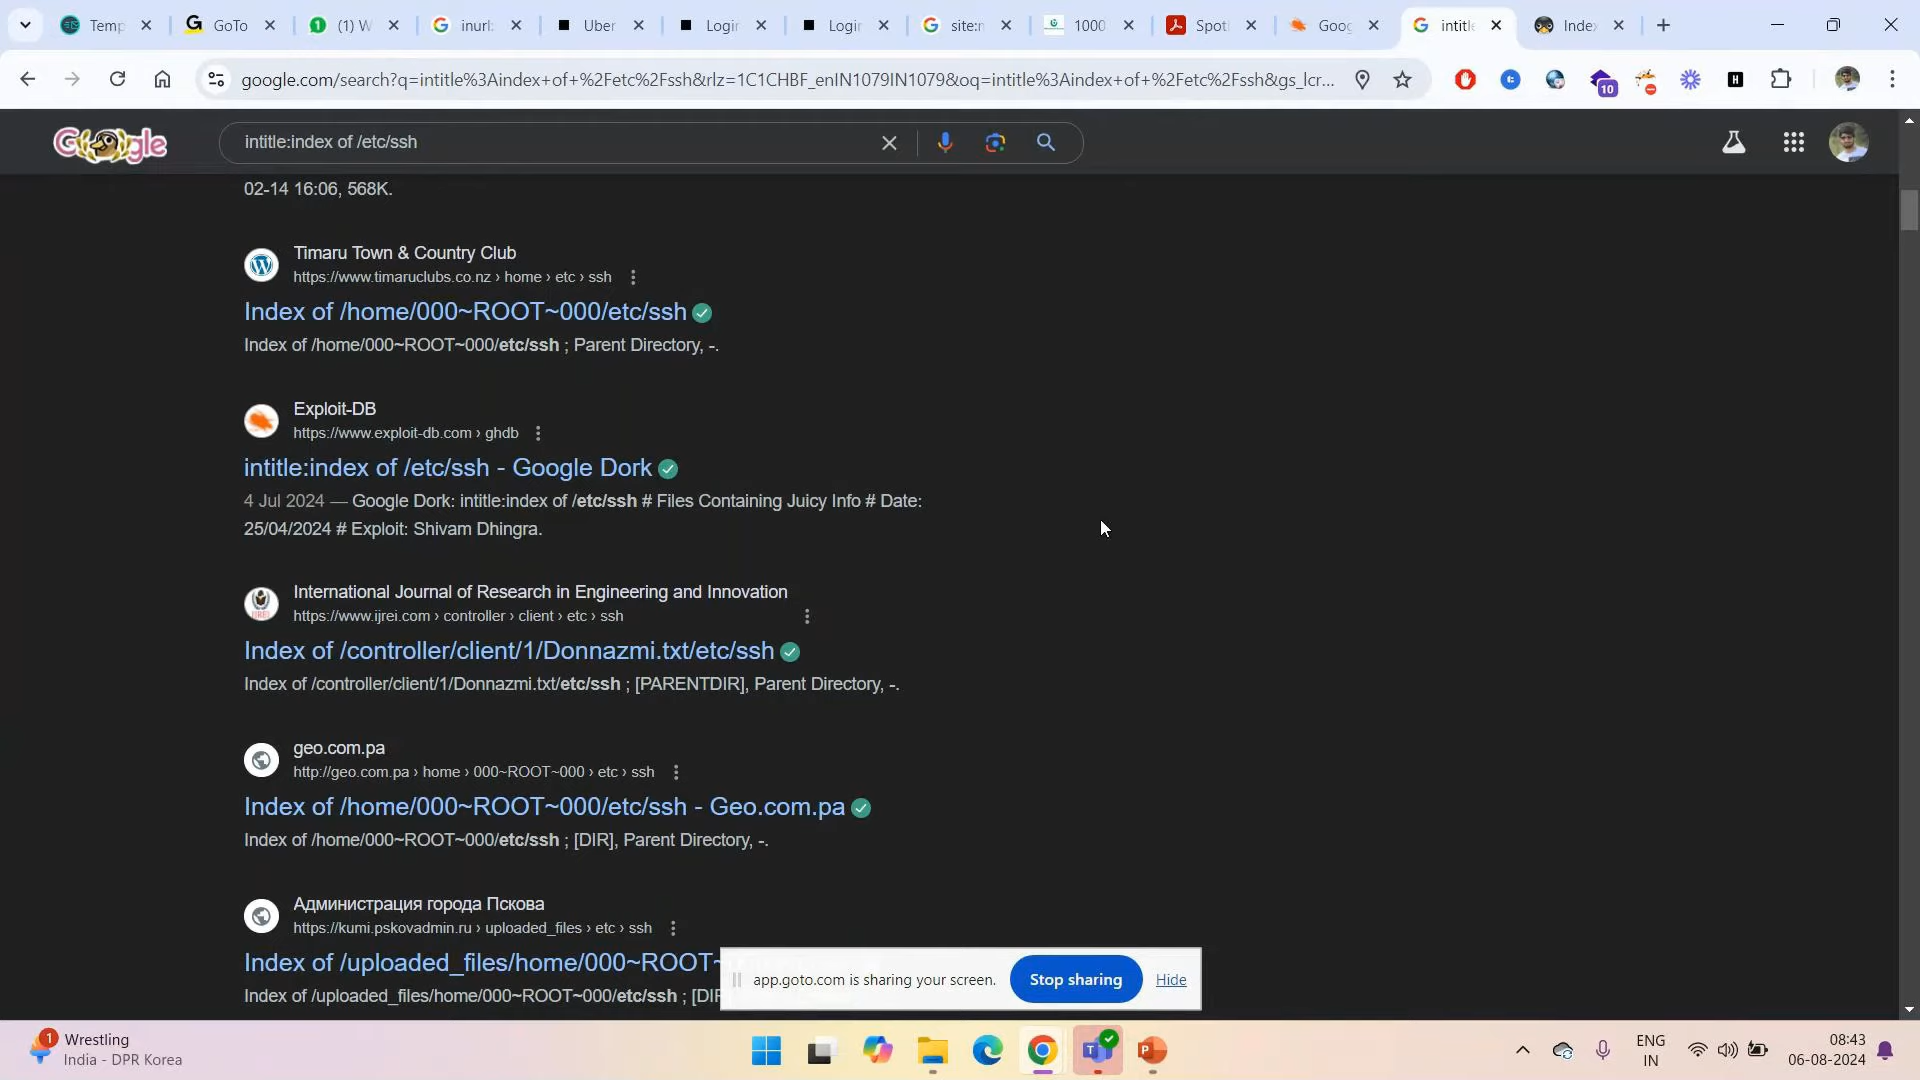 Temp
GoTo
(1) W
inurl:
Uber
Login
Login
site:n
1000
Spoti
Goog
intitle
Index
google.com/search?q=intitle%3Aindex+of+%2Fetc%2Fssh&rlz=1C1CHBF_enIN1079IN1079&oq=intitle%3Aindex+of+%2Fetc%2Fssh&gs_lcr...
10
Google
intitle:index of /etc/ssh
02-14 16:06, 568K.
Timaru Town & Country Club
https://www.timaruclubs.co.nz › home › etc › ssh
Index of /home/000~ROOT~000/etc/ssh
Index of /home/000~ROOT~000/etc/ssh ; Parent Directory, -.
Exploit-DB
https://www.exploit-db.com › ghdb
intitle:index of /etc/ssh - Google Dork
4 Jul 2024 — Google Dork: intitle:index of /etc/ssh # Files Containing Juicy Info # Date:
25/04/2024 # Exploit: Shivam Dhingra.
International Journal of Research in Engineering and Innovation
https://www.ijrei.com › controller › client › etc › ssh
Index of /controller/client/1/Donnazmi.txt/etc/ssh
Index of /controller/client/1/Donnazmi.txt/etc/ssh ; [PARENTDIR], Parent Directory, -.
geo.com.pa
http://geo.com.pa › home › 000~ROOT~000 › etc › ssh
Index of /home/000~ROOT~000/etc/ssh - Geo.com.pa
Index of /home/000~ROOT~000/etc/ssh ; [DIR], Parent Directory, -.
Администрация города Пскова
https://kumi.pskovadmin.ru › uploaded_files › etc › ssh
Index of /uploaded_files/home/000~ROOT~
Index of /uploaded_files/home/000~ROOT~000/etc/ssh ; [DI
app.goto.com is sharing your screen.
Stop sharing
Hide
1
Wrestling
India - DPR Korea
ENG
IN
08:43
06-08-2024